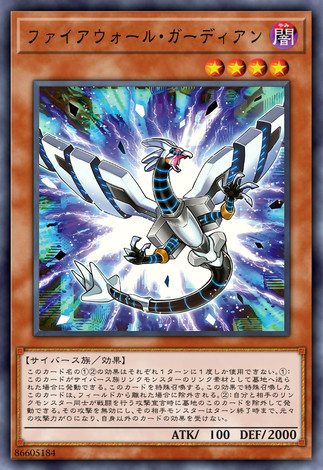 ファイアウォール・ガーディアン
闇
やみ
【サイバース族／効果】
このカード名の①②の効果はそれぞれ１ターンに１度しか使用できない。①：
このカードがサイバース族リンクモンスターのリンク素材として墓地へ送ら
れた場合に発動できる。このカードを特殊召喚する。この効果で特殊召喚した
このカードは、フィールドから離れた場合に除外される。②：自分と相手のリ
ンクモンスター同士が戦闘を行う攻撃宣言時に墓地のこのカードを除外して発
動できる。その攻撃を無効にし、その相手モンスターはターン終了時まで、元々
の攻撃力が０になり、自身以外のカードの効果を受けない。
ATK/ 100 DEF/2000
86605184